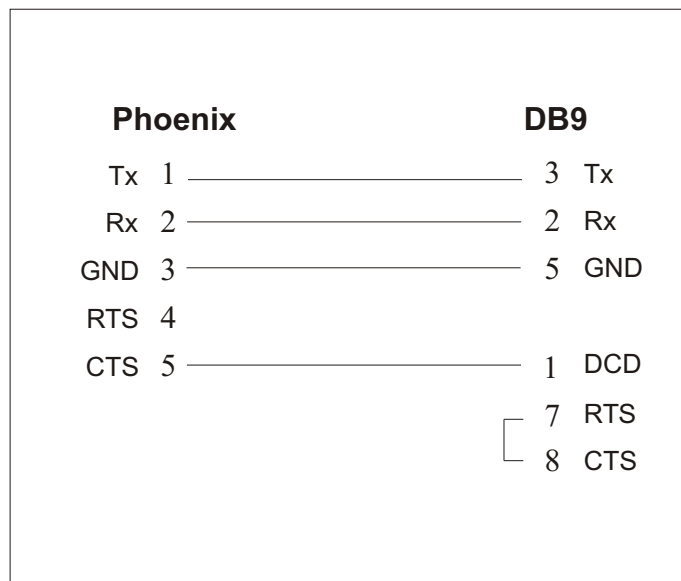 Phoenix DB9
Tx 1 3 Tx
Rx 2 2 Rx
GND 3 5 GND
RTS 4
CTS 5 1 DCD
7 RTS
8 CTS